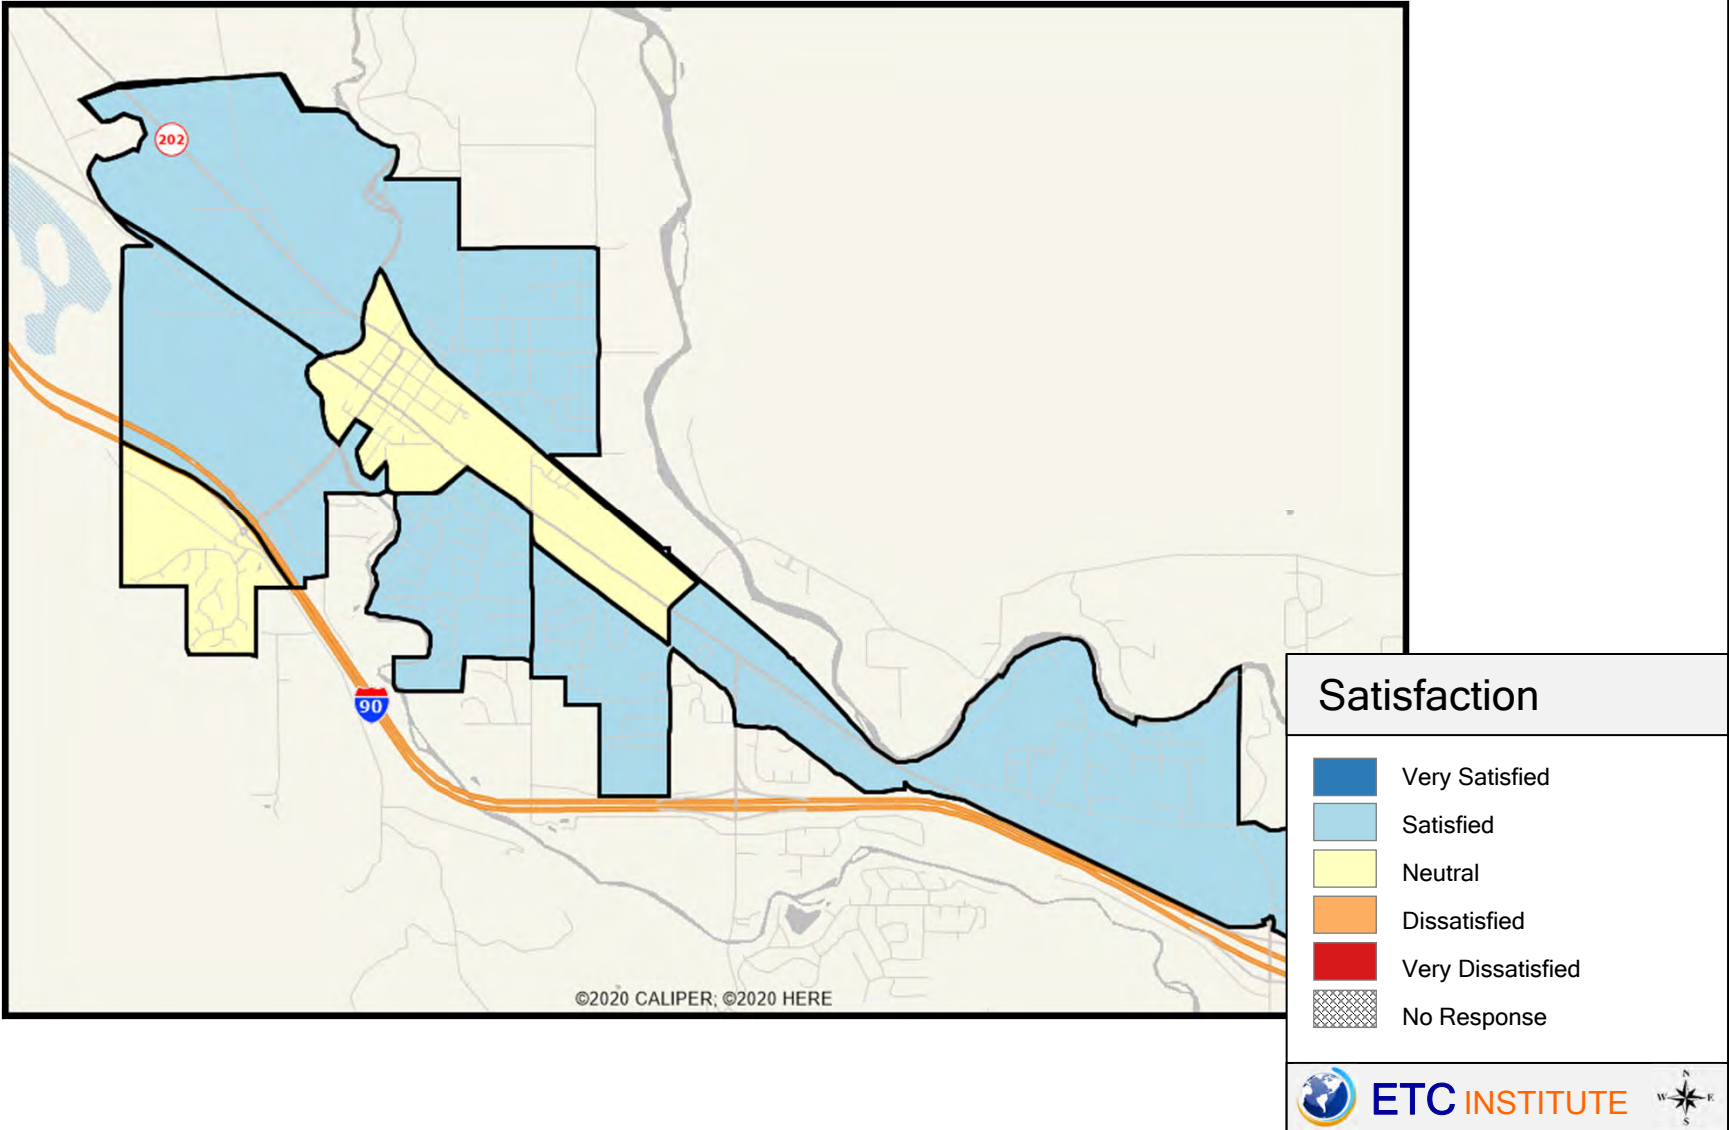 202
90
©2020 CALIPER; ©2020 HERE
Satisfaction
Very Satisfied
Satisfied
Neutral
Dissatisfied
Very Dissatisfied
No Response
ETC INSTITUTE
N
W E
S